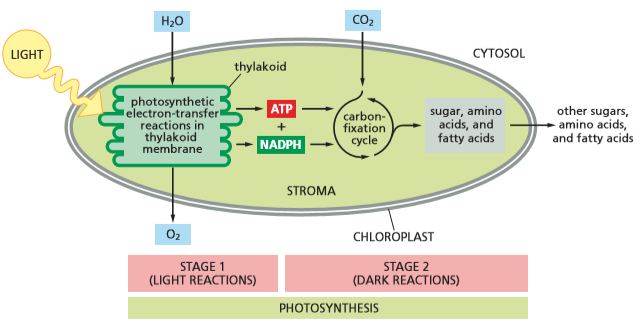 H₂O
CO₂
LIGHT
CYTOSOL
thylakoid
photosynthetic
electron-transfer
reactions in
thylakoid
membrane
ATP
+
NADPH
carbon-
fixation
cycle
sugar, amino
acids, and
fatty acids
other sugars,
amino acids,
and fatty acids
STROMA
O₂
CHLOROPLAST
STAGE 1
(LIGHT REACTIONS)
STAGE 2
(DARK REACTIONS)
PHOTOSYNTHESIS